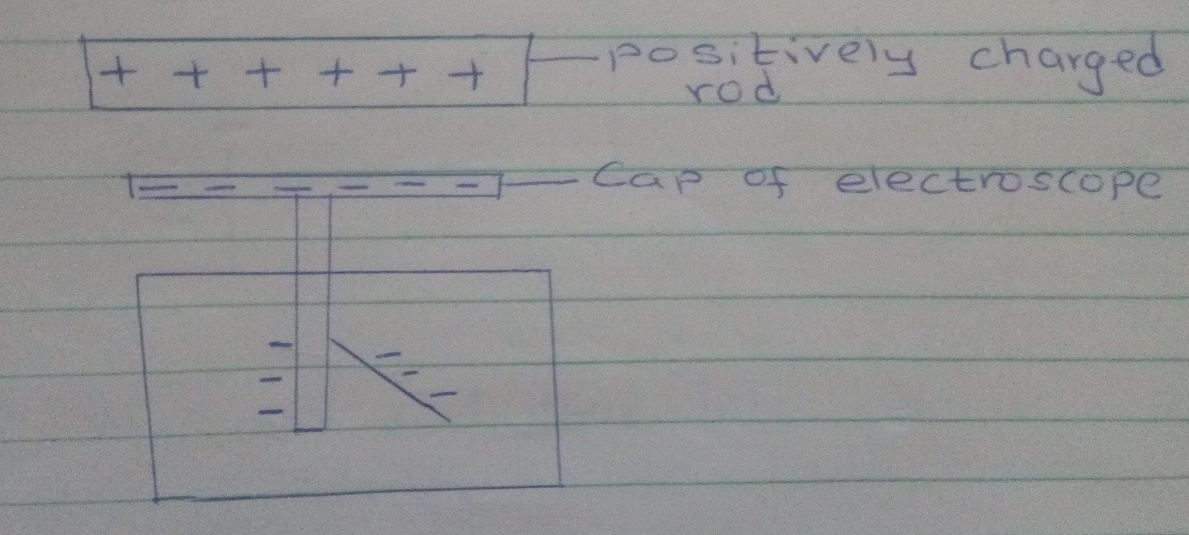 + + + + + + positively charged
rod
- - - - - - Cap of electroscope
- -
- -
- -